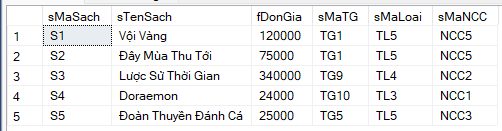 sMaSach sTenSach fDonGia sMaTG sMaLoai sMaNCC
1 S1 Vội Vàng 120000 TG1 TL5 NCC5
2 S2 Đây Mùa Thu Tới 75000 TG1 TL5 NCC5
3 S3 Lược Sử Thời Gian 340000 TG9 TL4 NCC2
4 S4 Doraemon 24000 TG10 TL3 NCC1
5 S5 Đoàn Thuyền Đánh Cá 25000 TG5 TL5 NCC3